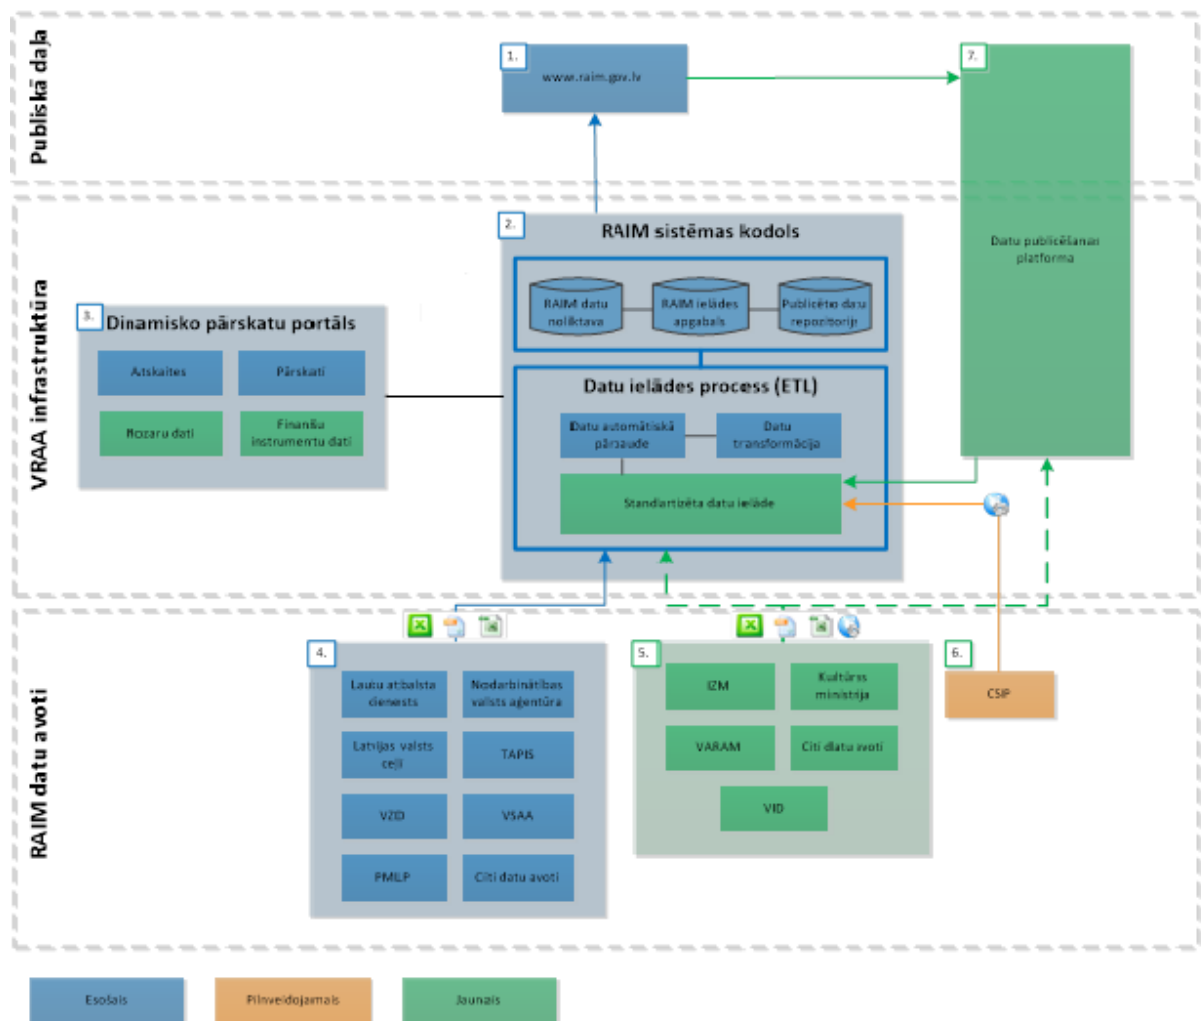 Publiskā daļa
1.
www.raim.gov.lv
7.
Datu publicēšanas
platforma
VRAA infrastruktūra
2.
RAIM sistēmas kodols
RAIM datu
noliktava
RAIM ielādes
apgabals
Publicēto datu
repozitorijs
3.
Dinamisko pārskatu portāls
Atskaites
Pārskati
Nozaru dati
Finanšu
instrumentu dati
Datu ielādes process (ETL)
Datu automātiskā
pārsaude
Datu
transformācija
Standartizēta datu ielāde
RAIM datu avoti
4.
Lauku atbalsta
dienests
Nodarbinātības
valsts aģentūra
Latvijas valsts
ceļi
TAPIS
VZID
VSAA
PMLP
Citi datu avoti
5.
IZM
Kultūras
ministrija
VARAM
Citi datu avoti
VID
6.
CSP
Esošais
Pilnveidojamais
Jaunais